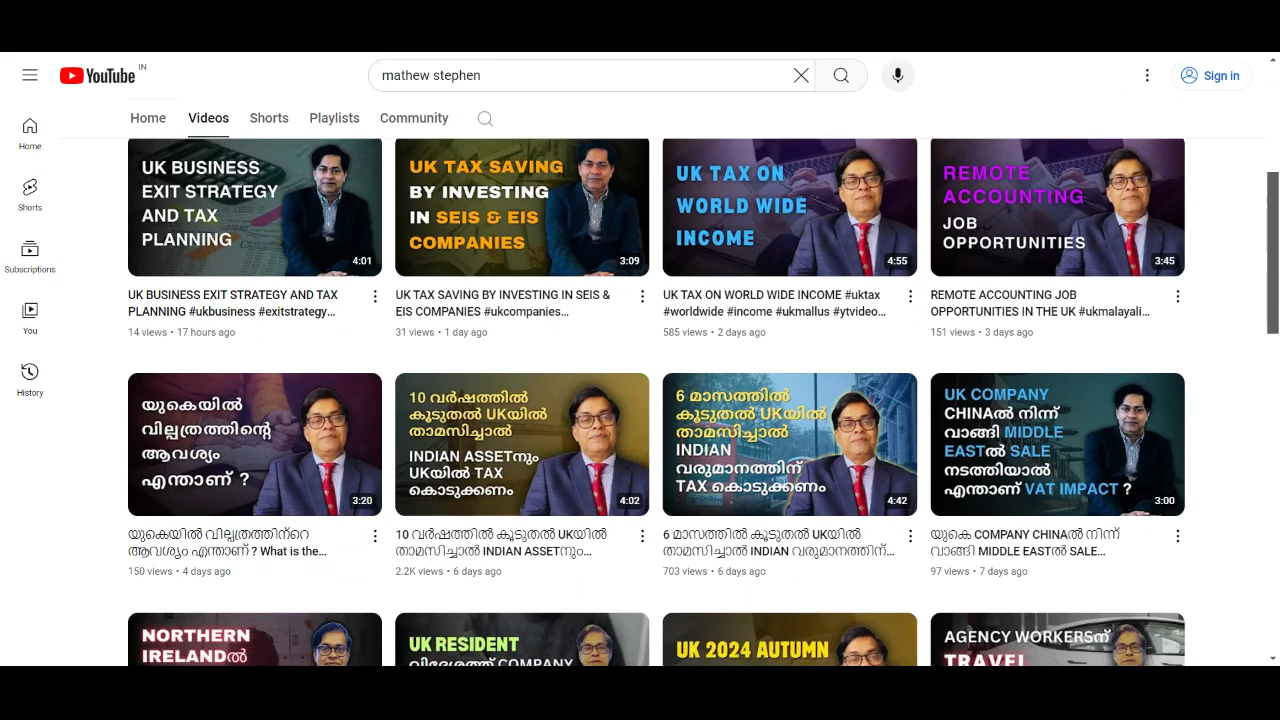 YouTube IN
mathew stephen
Sign in
Home Videos Shorts Playlists Community
Home
Shorts
Subscriptions
You
History
UK BUSINESS
EXIT STRATEGY
AND TAX
PLANNING
4:01
UK TAX SAVING
BY INVESTING
IN SEIS & EIS
COMPANIES
3:09
UK TAX ON
WORLD WIDE
INCOME
4:55
REMOTE
ACCOUNTING
JOB
OPPORTUNITIES
3:45
UK BUSINESS EXIT STRATEGY AND TAX
PLANNING #ukbusiness #exitstrategy...
14 views • 17 hours ago
UK TAX SAVING BY INVESTING IN SEIS &
EIS COMPANIES #ukcompanies...
31 views • 1 day ago
UK TAX ON WORLD WIDE INCOME #uktax
#worldwide #income #ukmallus #ytvideo...
585 views • 2 days ago
REMOTE ACCOUNTING JOB
OPPORTUNITIES IN THE UK #ukmalayali...
151 views • 3 days ago
യുകെയിൽ
വില്പത്രത്തിന്റെ
ആവശ്യം
എന്താണ് ?
3:20
10 വർഷത്തിൽ
കൂടുതൽ UKയിൽ
താമസിച്ചാൽ
INDIAN ASSETനും
UKയിൽ TAX
കൊടുക്കണം
4:02
6 മാസത്തിൽ
കൂടുതൽ UKയിൽ
താമസിച്ചാൽ
INDIAN
വരുമാനത്തിന്
TAX കൊടുക്കണം
4:42
UK COMPANY
CHINAൽ നിന്ന്
വാങ്ങി MIDDLE
EASTൽ SALE
നടത്തിയാൽ
എന്താണ് VAT IMPACT ?
3:00
യുകെയിൽ വില്പത്രത്തിന്റെ
ആവശ്യം എന്താണ് ? What is the...
150 views • 4 days ago
10 വർഷത്തിൽ കൂടുതൽ UKയിൽ
താമസിച്ചാൽ INDIAN ASSETനും...
2.2K views • 6 days ago
6 മാസത്തിൽ കൂടുതൽ UKയിൽ
താമസിച്ചാൽ INDIAN വരുമാനത്തിന്...
703 views • 6 days ago
യുകെ COMPANY CHINAൽ നിന്ന്
വാങ്ങി MIDDLE EASTൽ SALE...
97 views • 7 days ago
NORTHERN
IRELANDൽ
UK RESIDENT
വിദേശത്ത് COMPANY
UK 2024 AUTUMN
AGENCY WORKERSന്
TRAVEL